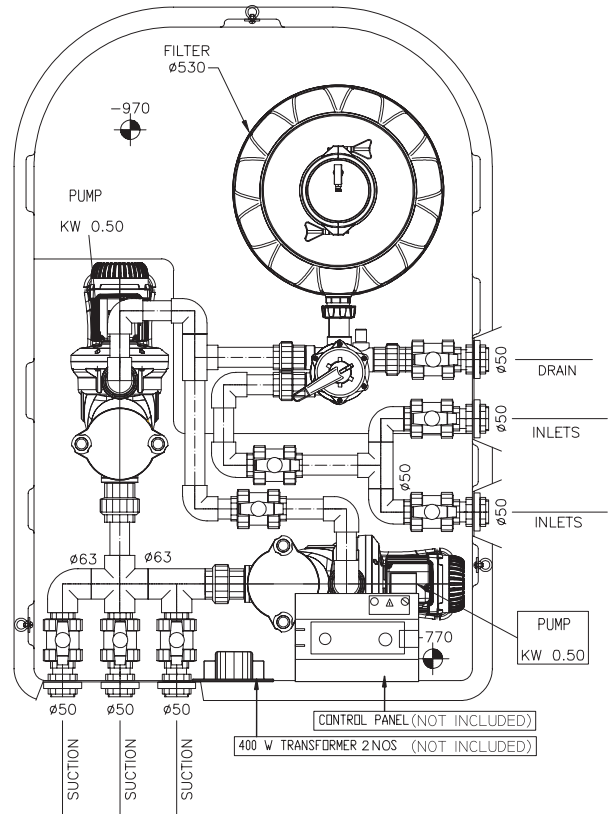 FILTER
ø530
-970
PUMP
KW 0.50
ø50
DRAIN
ø50
INLETS
ø50
ø50
INLETS
ø63
ø63
PUMP
KW 0.50
-770
ø50
ø50
ø50
CONTROL PANEL (NOT INCLUDED)
400 W TRANSFORMER 2 NOS (NOT INCLUDED)
SUCTION
SUCTION
SUCTION